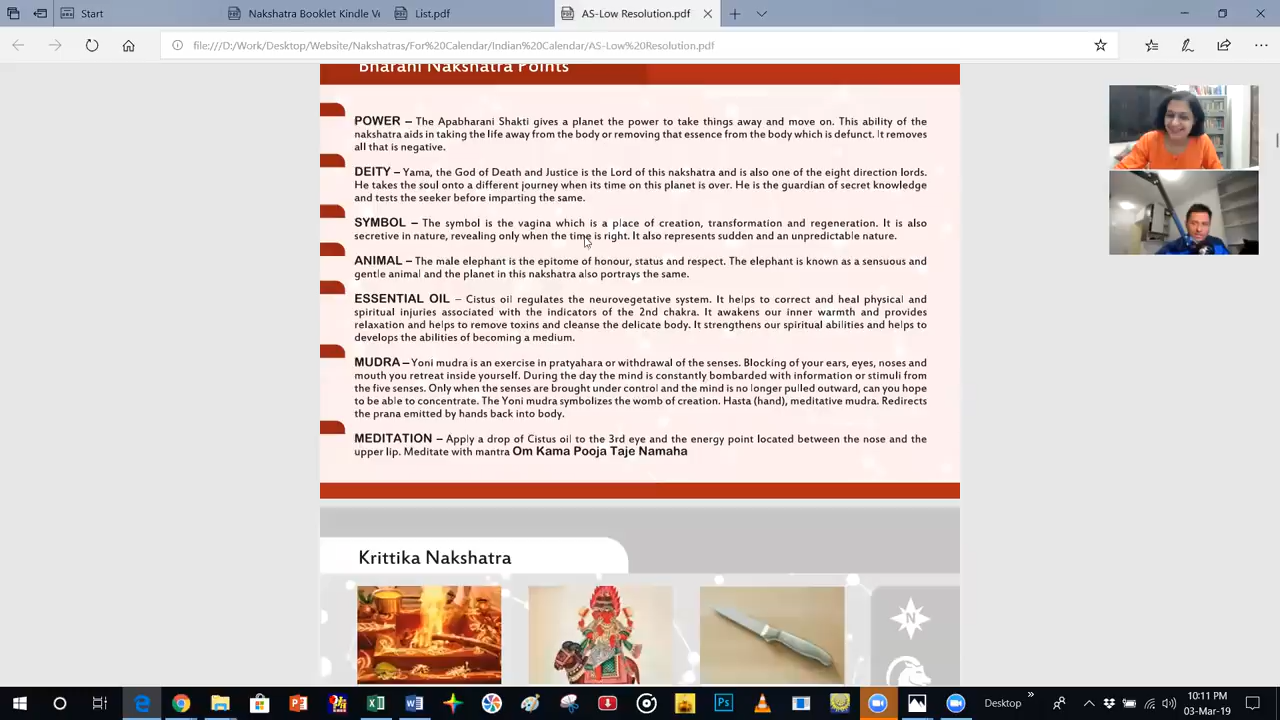 AS-Low Resolution.pdf
AS-Low Resolution.pdf
file:///D:/Work/Desktop/Website/Nakshatras/For%20Calendar/Indian%20Calendar/AS-Low%20Resolution.pdf
Bharani Nakshatra Points
POWER – The Apabharani Shakti gives a planet the power to take things away and move on. This ability of the
nakshatra aids in taking the life away from the body or removing that essence from the body which is defunct. It removes
all that is negative.
DEITY – Yama, the God of Death and Justice is the Lord of this nakshatra and is also one of the eight direction lords.
He takes the soul onto a different journey when its time on this planet is over. He is the guardian of secret knowledge
and tests the seeker before imparting the same.
SYMBOL – The symbol is the vagina which is a place of creation, transformation and regeneration. It is also
secretive in nature, revealing only when the time is right. It also represents sudden and an unpredictable nature.
ANIMAL – The male elephant is the epitome of honour, status and respect. The elephant is known as a sensuous and
gentle animal and the planet in this nakshatra also portrays the same.
ESSENTIAL OIL – Cistus oil regulates the neurovegetative system. It helps to correct and heal physical and
spiritual injuries associated with the indicators of the 2nd chakra. It awakens our inner warmth and provides
relaxation and helps to remove toxins and cleanse the delicate body. It strengthens our spiritual abilities and helps to
develops the abilities of becoming a medium.
MUDRA – Yoni mudra is an exercise in pratyahara or withdrawal of the senses. Blocking of your ears, eyes, noses and
mouth you retreat inside yourself. During the day the mind is constantly bombarded with information or stimuli from
the five senses. Only when the senses are brought under control and the mind is no longer pulled outward, can you hope
to be able to concentrate. The Yoni mudra symbolizes the womb of creation. Hasta (hand), meditative mudra. Redirects
the prana emitted by hands back into body.
MEDITATION – Apply a drop of Cistus oil to the 3rd eye and the energy point located between the nose and the
upper lip. Meditate with mantra Om Kama Pooja Taje Namaha
Krittika Nakshatra
N
Desktop
10:11 PM
03-Mar-19